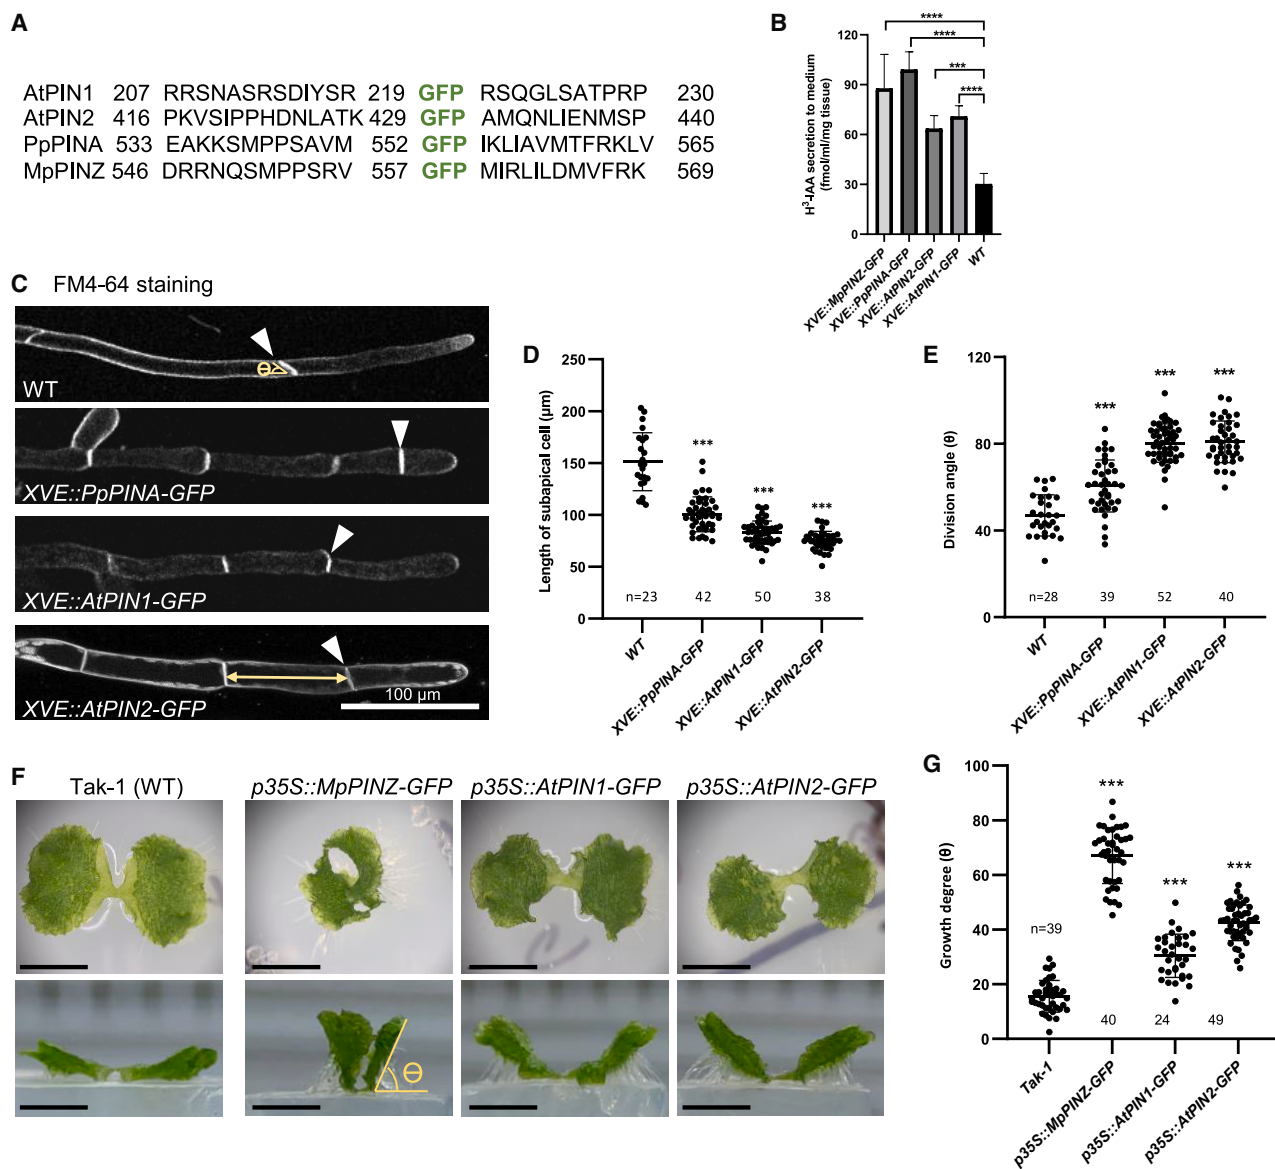 A
AtPIN1 207 RRSNASRSDIYSR 219 GFP RSQGLSATPRP 230
AtPIN2 416 PKVSIPPHDNLATK 429 GFP AMQNLIENMSP 440
PpPINA 533 EAKKSMPPSAVM 552 GFP IKLIAVMTFRKLV 565
MpPINZ 546 DRRNQSMPPSRV 557 GFP MIRLILDMVFRK 569
B
****
****
***
****
120
90
60
30
0
H3-IAA secretion to medium
(fmol/ml/mg tissue)
XVE::MpPINZ-GFP
XVE::PpPINA-GFP
XVE::AtPIN2-GFP
XVE::AtPIN1-GFP
WT
C FM4-64 staining
θ
WT
XVE::PpPINA-GFP
XVE::AtPIN1-GFP
100 µm
XVE::AtPIN2-GFP
D
250
200
150
100
50
0
Length of subapical cell (µm)
***
***
***
n=23 42 50 38
WT
XVE::PpPINA-GFP
XVE::AtPIN1-GFP
XVE::AtPIN2-GFP
E
120
80
40
0
Division angle (θ)
***
***
***
n=28 39 52 40
WT
XVE::PpPINA-GFP
XVE::AtPIN1-GFP
XVE::AtPIN2-GFP
F
Tak-1 (WT) p35S::MpPINZ-GFP p35S::AtPIN1-GFP p35S::AtPIN2-GFP
θ
G
100
80
60
40
20
0
Growth degree (θ)
***
***
***
n=39
40 24 49
Tak-1
p35S::MpPINZ-GFP
p35S::AtPIN1-GFP
p35S::AtPIN2-GFP